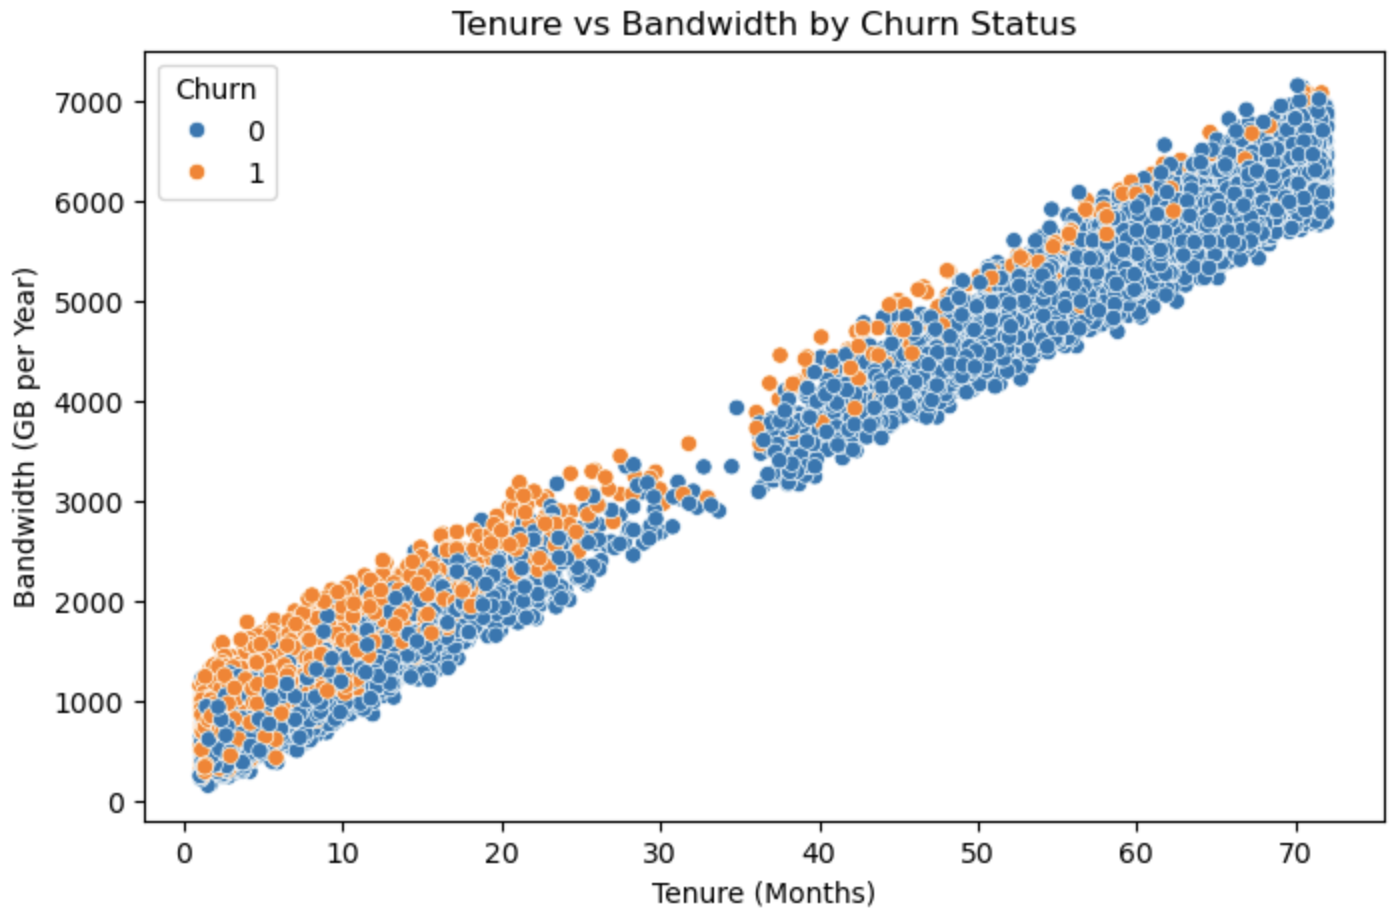 Tenure vs Bandwidth by Churn Status
Churn
0
1
Bandwidth (GB per Year)
7000
6000
5000
4000
3000
2000
1000
0
0 10 20 30 40 50 60 70
Tenure (Months)